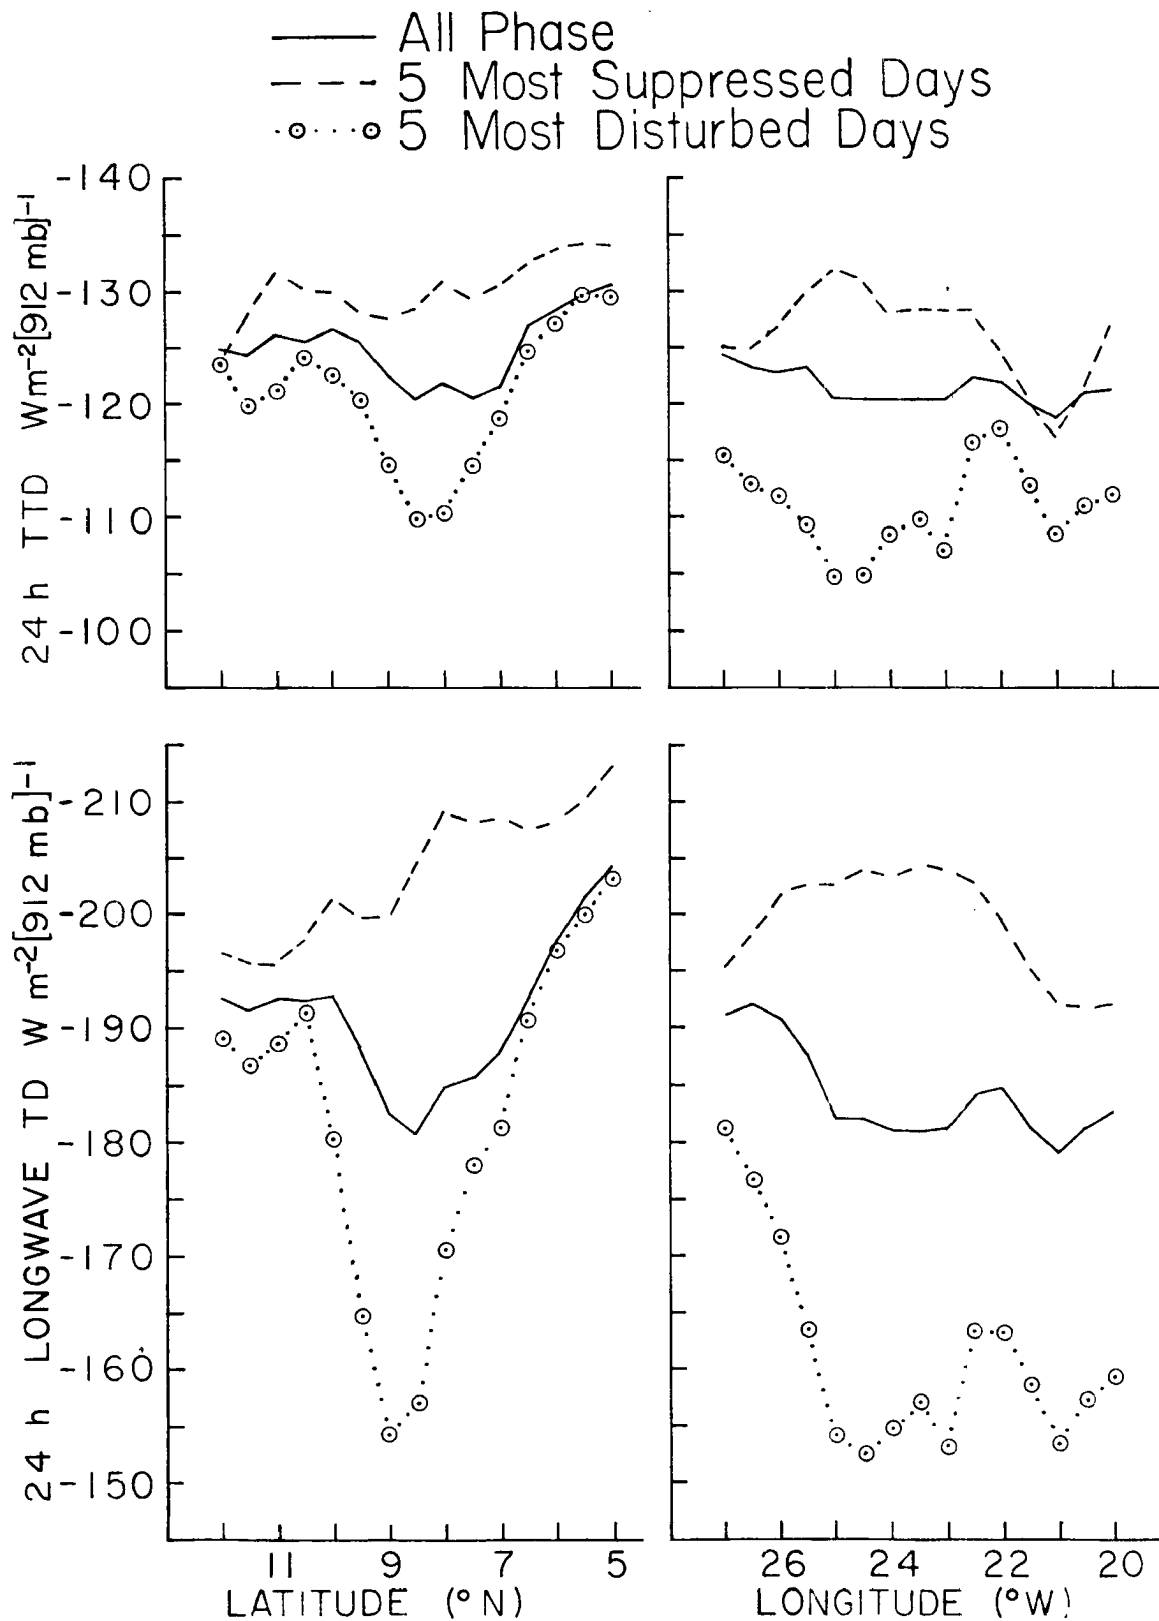 All Phase
5 Most Suppressed Days
5 Most Disturbed Days
24 h TTD Wm-2[912 mb]-1
-140
-130
-120
-110
-100
24 h LONGWAVE TD W m-2[912 mb]-1
-210
-200
-190
-180
-170
-160
-150
11 9 7 5
LATITUDE (° N)
26 24 22 20
LONGITUDE (°W)